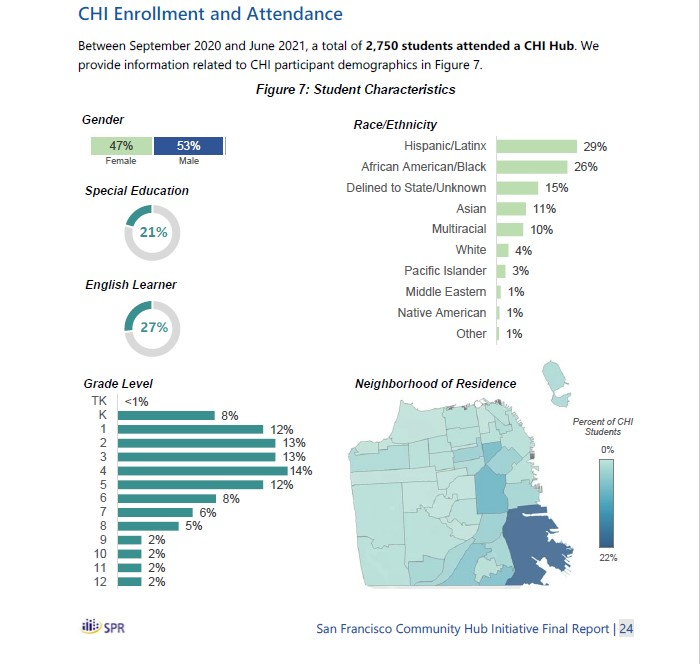 CHI Enrollment and Attendance
Between September 2020 and June 2021, a total of 2,750 students attended a CHI Hub. We
provide information related to CHI participant demographics in Figure 7.
Figure 7: Student Characteristics
Gender
47% 53%
Female Male
Special Education
21%
English Learner
27%
Race/Ethnicity
Hispanic/Latinx 29%
African American/Black 26%
Delined to State/Unknown 15%
Asian 11%
Multiracial 10%
White 4%
Pacific Islander 3%
Middle Eastern 1%
Native American 1%
Other 1%
Grade Level
TK <1%
K 8%
1 12%
2 13%
3 13%
4 14%
5 12%
6 8%
7 6%
8 5%
9 2%
10 2%
11 2%
12 2%
Neighborhood of Residence
Percent of CHI
Students
0%
22%
SPR
San Francisco Community Hub Initiative Final Report | 24